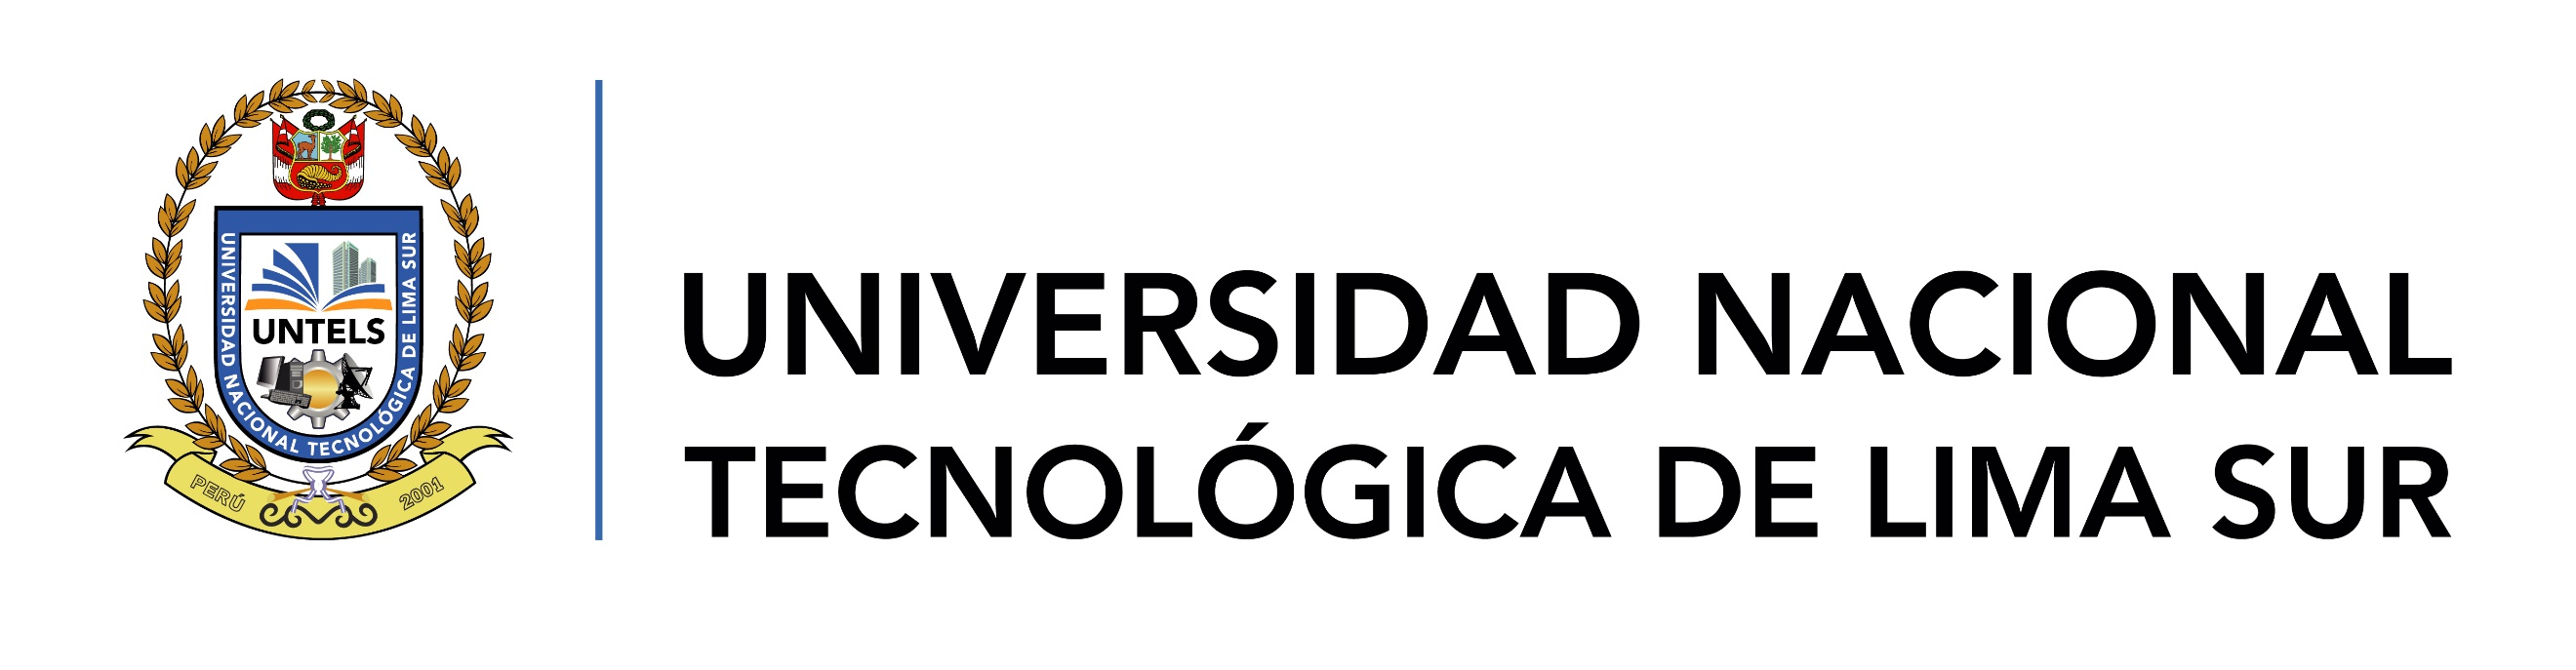 UNIVERSIDAD NACIONAL TECNOLÓGICA DE LIMA SUR
UNTELS
PERÚ 2001
UNIVERSIDAD NACIONAL
TECNOLÓGICA DE LIMA SUR